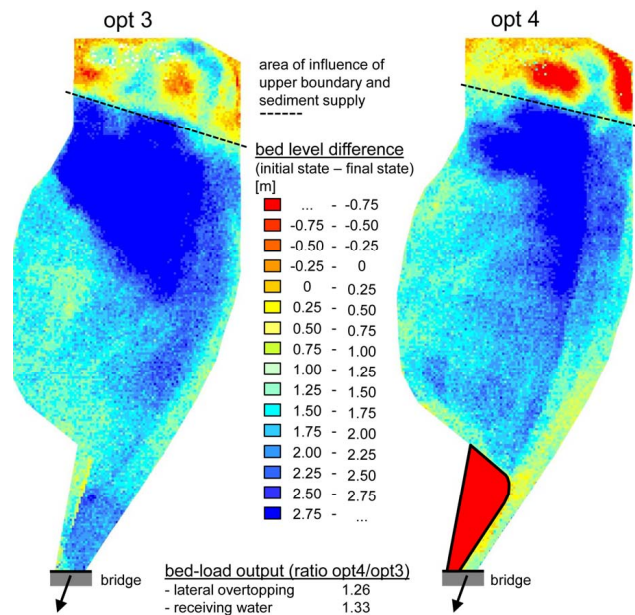 opt 3
opt 4
area of influence of
upper boundary and
sediment supply
bed level difference
(initial state – final state)
[m]
... - -0.75
-0.75 - -0.50
-0.50 - -0.25
-0.25 - 0
0 - 0.25
0.25 - 0.50
0.50 - 0.75
0.75 - 1.00
1.00 - 1.25
1.25 - 1.50
1.50 - 1.75
1.75 - 2.00
2.00 - 2.25
2.25 - 2.50
2.50 - 2.75
2.75 - ...
bridge
bridge
bed-load output (ratio opt4/opt3)
- lateral overtopping 1.26
- receiving water 1.33